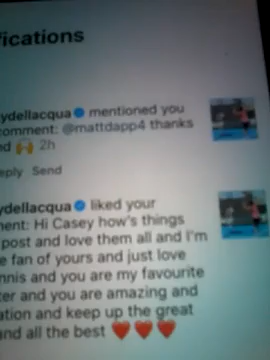 ifications
ydellacqua mentioned you
comment: @mattdapp4 thanks
nd 🙌 2h
eply Send
ydellacqua liked your
ment: Hi Casey how's things
post and love them all and I'm
e fan of yours and just love
nnis and you are my favourite
ter and you are amazing and
ation and keep up the great
and all the best ❤️❤️❤️